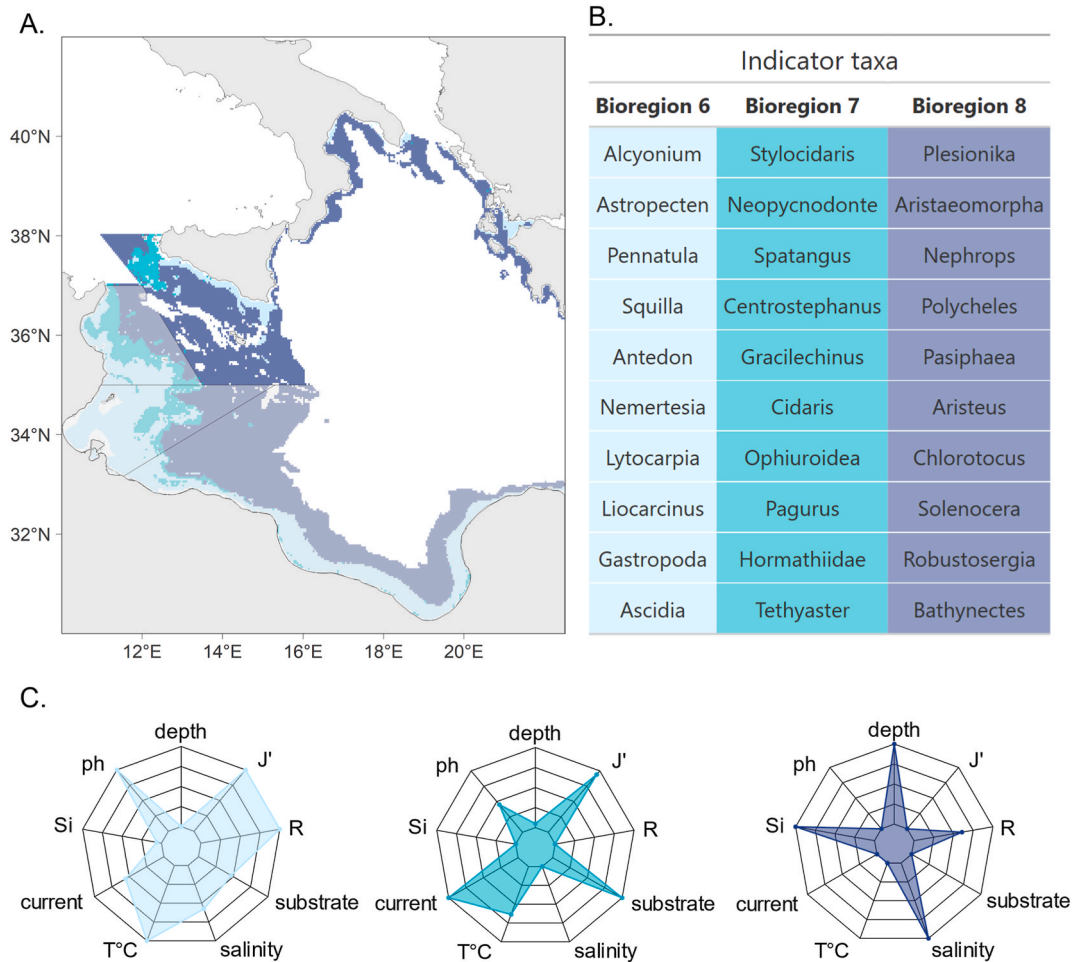 A.
40°N
38°N
36°N
34°N
32°N
12°E 14°E 16°E 18°E 20°E
B.
Indicator taxa
Bioregion 6 Bioregion 7 Bioregion 8
Alcyonium Stylocidaris Plesionika
Astropecten Neopycnodonte Aristaeomorpha
Pennatula Spatangus Nephrops
Squilla Centrostephanus Polycheles
Antedon Gracilechinus Pasiphaea
Nemertesia Cidaris Aristeus
Lytocarpia Ophiuroidea Chlorotocus
Liocarcinus Pagurus Solenocera
Gastropoda Hormathiidae Robustosergia
Ascidia Tethyaster Bathynectes
C.
depth
J'
R
substrate
salinity
T°C
current
Si
ph
depth
J'
R
substrate
salinity
T°C
current
Si
ph
depth
J'
R
substrate
salinity
T°C
current
Si
ph